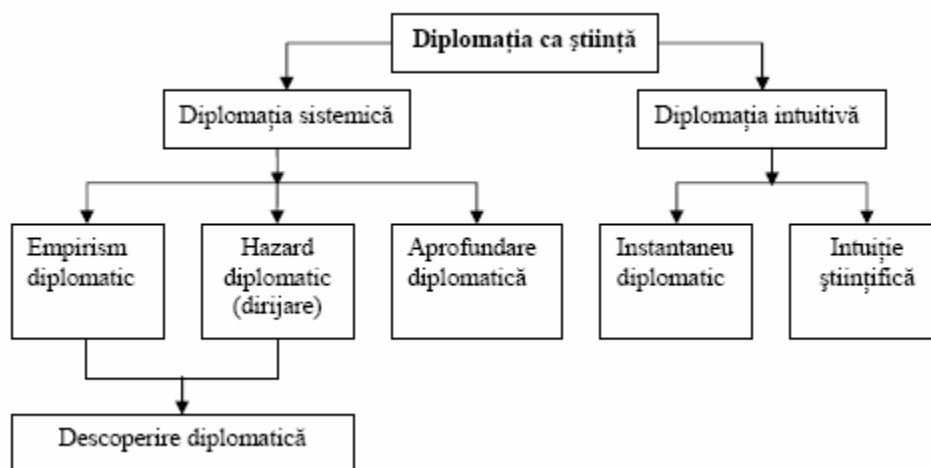 Diplomația ca știință
Diplomația sistemică
Diplomația intuitivă
Empirism
diplomatic
Hazard
diplomatic
(dirijare)
Aprofundare
diplomatică
Instantaneu
diplomatic
Intuiție
științifică
Descoperire diplomatică